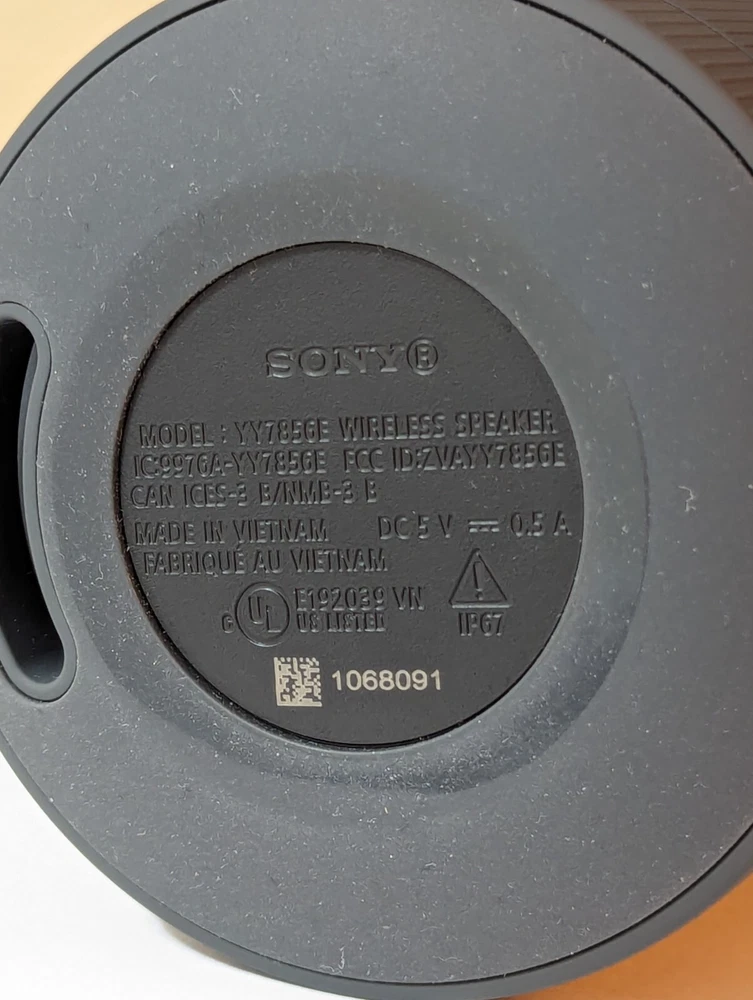 SONY®
MODEL : YY7856E WIRELESS SPEAKER
IC:9976A-YY7856E FCC ID:ZVAYY7856E
CAN ICES-3 B/NMB-3 B
MADE IN VIETNAM DC 5 V ⎓ 0.5 A
FABRIQUÉ AU VIETNAM
C UL E192039 VN
US LISTED IP67
1068091